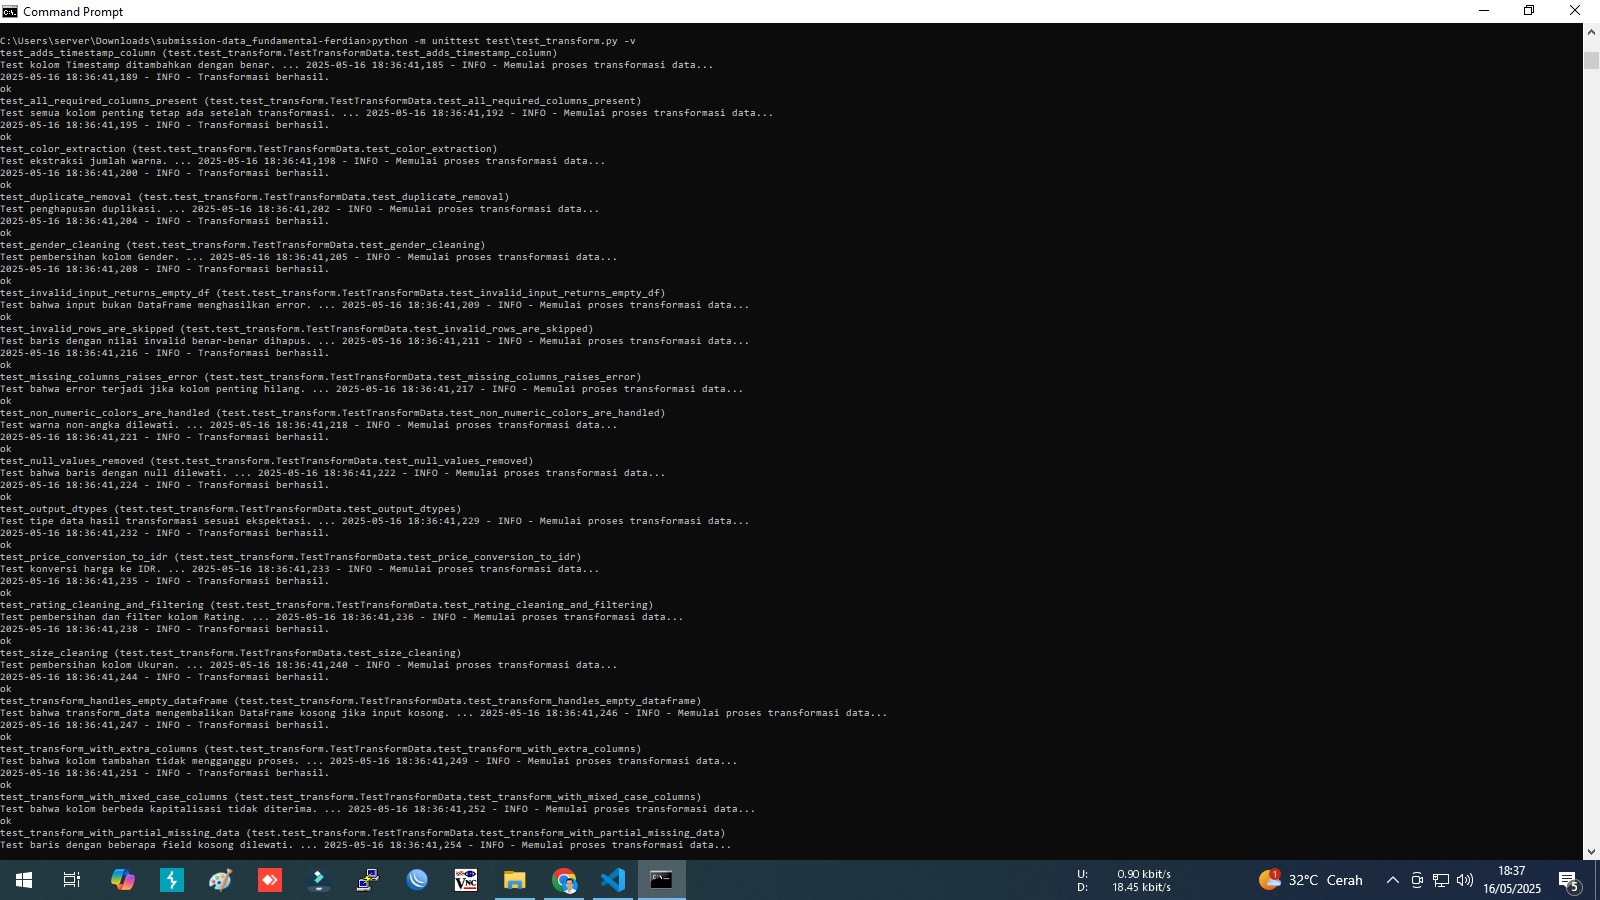 Command Prompt
C:\Users\server\Downloads\submission-data_fundamental-ferdian>python -m unittest test\test_transform.py -v
test_adds_timestamp_column (test.test_transform.TestTransformData.test_adds_timestamp_column)
Test kolom Timestamp ditambahkan dengan benar. ... 2025-05-16 18:36:41,185 - INFO - Memulai proses transformasi data...
2025-05-16 18:36:41,189 - INFO - Transformasi berhasil.
ok
test_all_required_columns_present (test.test_transform.TestTransformData.test_all_required_columns_present)
Test semua kolom penting tetap ada setelah transformasi. ... 2025-05-16 18:36:41,192 - INFO - Memulai proses transformasi data...
2025-05-16 18:36:41,195 - INFO - Transformasi berhasil.
ok
test_color_extraction (test.test_transform.TestTransformData.test_color_extraction)
Test ekstraksi jumlah warna. ... 2025-05-16 18:36:41,198 - INFO - Memulai proses transformasi data...
2025-05-16 18:36:41,200 - INFO - Transformasi berhasil.
ok
test_duplicate_removal (test.test_transform.TestTransformData.test_duplicate_removal)
Test penghapusan duplikasi. ... 2025-05-16 18:36:41,202 - INFO - Memulai proses transformasi data...
2025-05-16 18:36:41,204 - INFO - Transformasi berhasil.
ok
test_gender_cleaning (test.test_transform.TestTransformData.test_gender_cleaning)
Test pembersihan kolom Gender. ... 2025-05-16 18:36:41,205 - INFO - Memulai proses transformasi data...
2025-05-16 18:36:41,208 - INFO - Transformasi berhasil.
ok
test_invalid_input_returns_empty_df (test.test_transform.TestTransformData.test_invalid_input_returns_empty_df)
Test bahwa input bukan DataFrame menghasilkan error. ... 2025-05-16 18:36:41,209 - INFO - Memulai proses transformasi data...
ok
test_invalid_rows_are_skipped (test.test_transform.TestTransformData.test_invalid_rows_are_skipped)
Test baris dengan nilai invalid benar-benar dihapus. ... 2025-05-16 18:36:41,211 - INFO - Memulai proses transformasi data...
2025-05-16 18:36:41,216 - INFO - Transformasi berhasil.
ok
test_missing_columns_raises_error (test.test_transform.TestTransformData.test_missing_columns_raises_error)
Test bahwa error terjadi jika kolom penting hilang. ... 2025-05-16 18:36:41,217 - INFO - Memulai proses transformasi data...
ok
test_non_numeric_colors_are_handled (test.test_transform.TestTransformData.test_non_numeric_colors_are_handled)
Test warna non-angka dilewati. ... 2025-05-16 18:36:41,218 - INFO - Memulai proses transformasi data...
2025-05-16 18:36:41,221 - INFO - Transformasi berhasil.
ok
test_null_values_removed (test.test_transform.TestTransformData.test_null_values_removed)
Test bahwa baris dengan null dilewati. ... 2025-05-16 18:36:41,222 - INFO - Memulai proses transformasi data...
2025-05-16 18:36:41,224 - INFO - Transformasi berhasil.
ok
test_output_dtypes (test.test_transform.TestTransformData.test_output_dtypes)
Test tipe data hasil transformasi sesuai ekspektasi. ... 2025-05-16 18:36:41,229 - INFO - Memulai proses transformasi data...
2025-05-16 18:36:41,232 - INFO - Transformasi berhasil.
ok
test_price_conversion_to_idr (test.test_transform.TestTransformData.test_price_conversion_to_idr)
Test konversi harga ke IDR. ... 2025-05-16 18:36:41,233 - INFO - Memulai proses transformasi data...
2025-05-16 18:36:41,235 - INFO - Transformasi berhasil.
ok
test_rating_cleaning_and_filtering (test.test_transform.TestTransformData.test_rating_cleaning_and_filtering)
Test pembersihan dan filter kolom Rating. ... 2025-05-16 18:36:41,236 - INFO - Memulai proses transformasi data...
2025-05-16 18:36:41,238 - INFO - Transformasi berhasil.
ok
test_size_cleaning (test.test_transform.TestTransformData.test_size_cleaning)
Test pembersihan kolom Ukuran. ... 2025-05-16 18:36:41,240 - INFO - Memulai proses transformasi data...
2025-05-16 18:36:41,244 - INFO - Transformasi berhasil.
ok
test_transform_handles_empty_dataframe (test.test_transform.TestTransformData.test_transform_handles_empty_dataframe)
Test bahwa transform_data mengembalikan DataFrame kosong jika input kosong. ... 2025-05-16 18:36:41,246 - INFO - Memulai proses transformasi data...
2025-05-16 18:36:41,247 - INFO - Transformasi berhasil.
ok
test_transform_with_extra_columns (test.test_transform.TestTransformData.test_transform_with_extra_columns)
Test bahwa kolom tambahan tidak mengganggu proses. ... 2025-05-16 18:36:41,249 - INFO - Memulai proses transformasi data...
2025-05-16 18:36:41,251 - INFO - Transformasi berhasil.
ok
test_transform_with_mixed_case_columns (test.test_transform.TestTransformData.test_transform_with_mixed_case_columns)
Test bahwa kolom berbeda kapitalisasi tidak diterima. ... 2025-05-16 18:36:41,252 - INFO - Memulai proses transformasi data...
ok
test_transform_with_partial_missing_data (test.test_transform.TestTransformData.test_transform_with_partial_missing_data)
Test baris dengan beberapa field kosong dilewati. ... 2025-05-16 18:36:41,254 - INFO - Memulai proses transformasi data...
VNC
U: 0.90 kbit/s
D: 18.45 kbit/s
1
32°C Cerah
18:37
16/05/2025
5